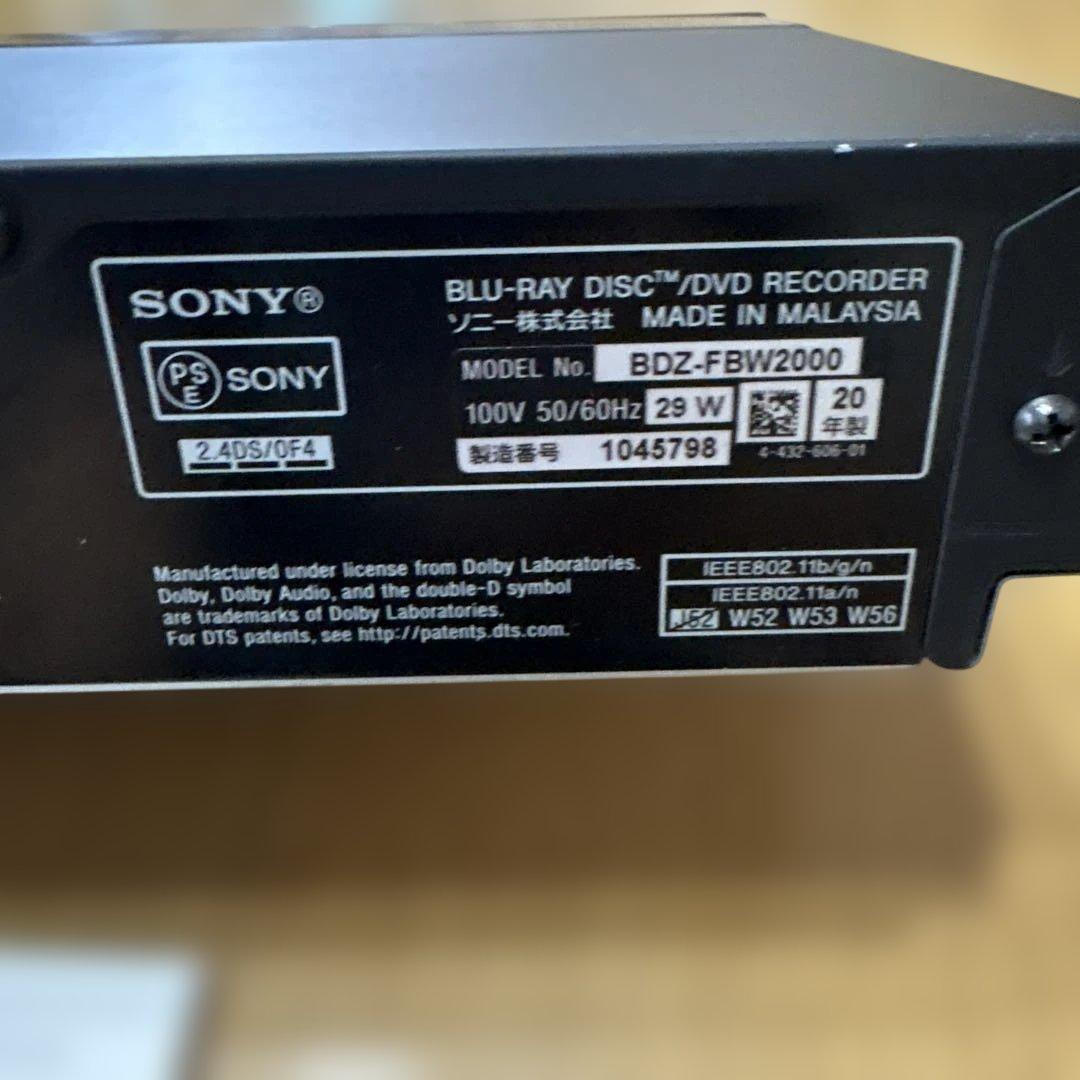 SONY®
BLU-RAY DISC™/DVD RECORDER
ソニー株式会社 MADE IN MALAYSIA
PSE SONY
MODEL No. BDZ-FBW2000
100V 50/60Hz 29 W
20年製
2.4DS/OF4
製造番号 1045798
4-432-606-01
Manufactured under license from Dolby Laboratories.
Dolby, Dolby Audio, and the double-D symbol
are trademarks of Dolby Laboratories.
For DTS patents, see http://patents.dts.com.
IEEE802.11b/g/n
IEEE802.11a/n
J52 W52 W53 W56